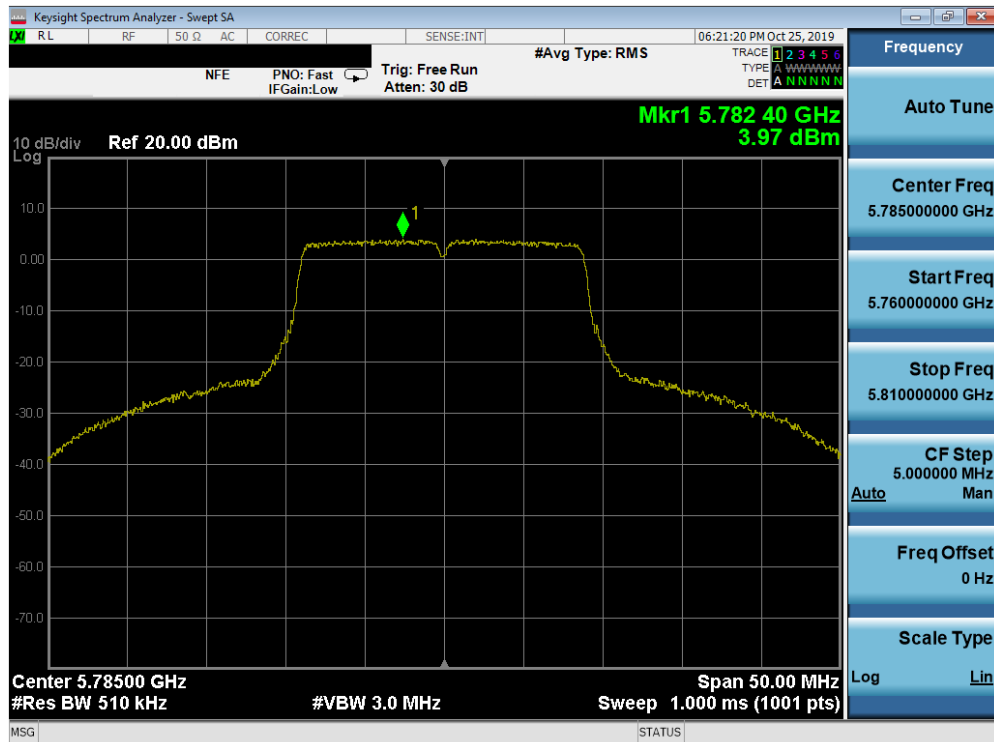 Keysight Spectrum Analyzer - Swept SA
LXI RL RF 50 Ω AC CORREC SENSE:INT 06:21:20 PM Oct 25, 2019
NFE PNO: Fast IFGain:Low Trig: Free Run Atten: 30 dB #Avg Type: RMS
TRACE 1 2 3 4 5 6
TYPE A W W W W W
DET A N N N N N
Mkr1 5.782 40 GHz
3.97 dBm
10 dB/div Ref 20.00 dBm
Log
1
10.0
0.00
-10.0
-20.0
-30.0
-40.0
-50.0
-60.0
-70.0
Center 5.78500 GHz Span 50.00 MHz
#Res BW 510 kHz #VBW 3.0 MHz Sweep 1.000 ms (1001 pts)
MSG STATUS
Frequency
Auto Tune
Center Freq
5.785000000 GHz
Start Freq
5.760000000 GHz
Stop Freq
5.810000000 GHz
CF Step
5.000000 MHz
Auto Man
Freq Offset
0 Hz
Scale Type
Log Lin